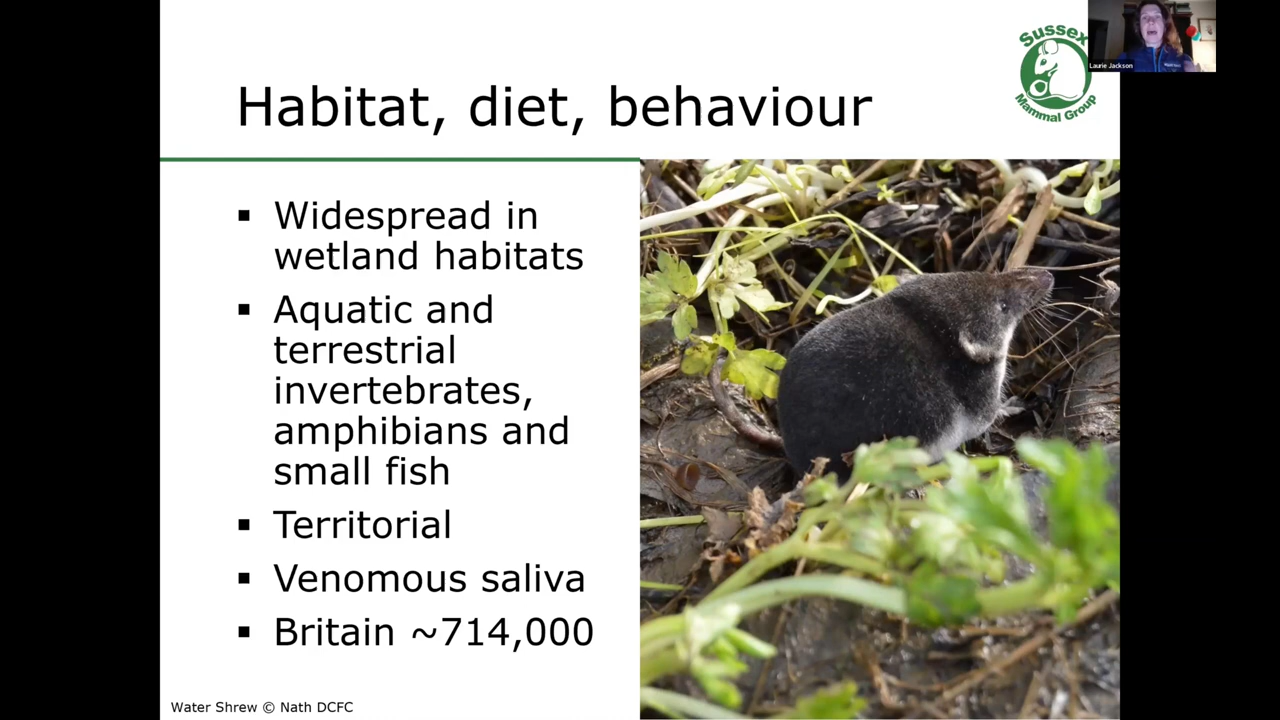 Habitat, diet, behaviour
Sussex
Mammal Group
Laurie Jackson
▪ Widespread in
wetland habitats
▪ Aquatic and
terrestrial
invertebrates,
amphibians and
small fish
▪ Territorial
▪ Venomous saliva
▪ Britain ~714,000
Water Shrew © Nath DCFC